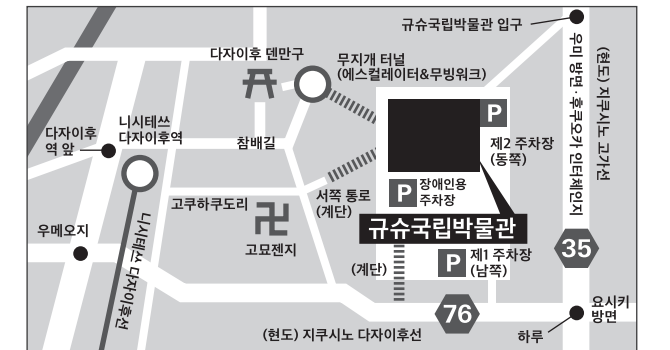 규슈국립박물관 입구
다자이후 덴만구
무지개 터널
(에스컬레이터&무빙워크)
우미 방면·후쿠오카 인터체인지
(현도) 지쿠시노 고가선
니시테쓰
다자이후역
다자이후
역 앞
참배길
P
제2 주차장
(동쪽)
서쪽 통로
(계단)
P
장애인용
주차장
고쿠하쿠도리
고묘젠지
규슈국립박물관
우메오지
니시테쓰 다자이후선
(계단)
P
제1 주차장
(남쪽)
35
76
요시키
방면
하루
(현도) 지쿠시노 다자이후선